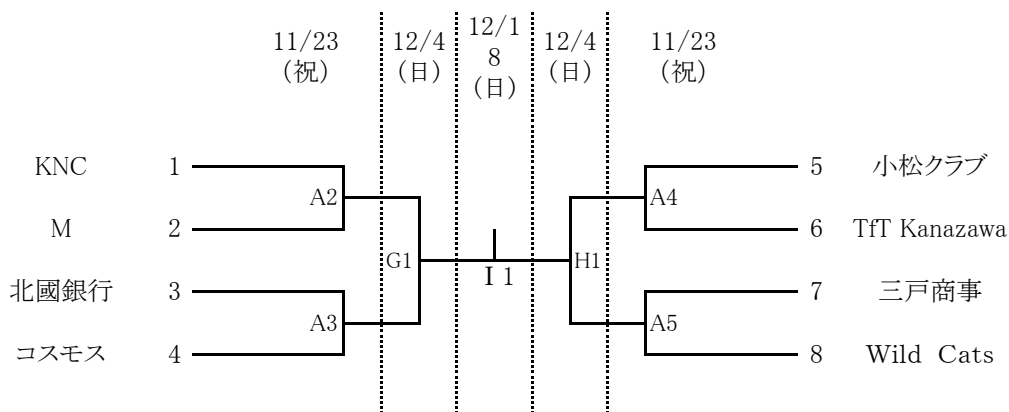 11/23
(祝)
12/4
(日)
12/1
8
(日)
12/4
(日)
11/23
(祝)
KNC 1
5 小松クラブ
A2
A4
M 2
6 TfT Kanazawa
G1
I 1
H1
北國銀行 3
7 三戸商事
A3
A5
コスモス 4
8 Wild Cats